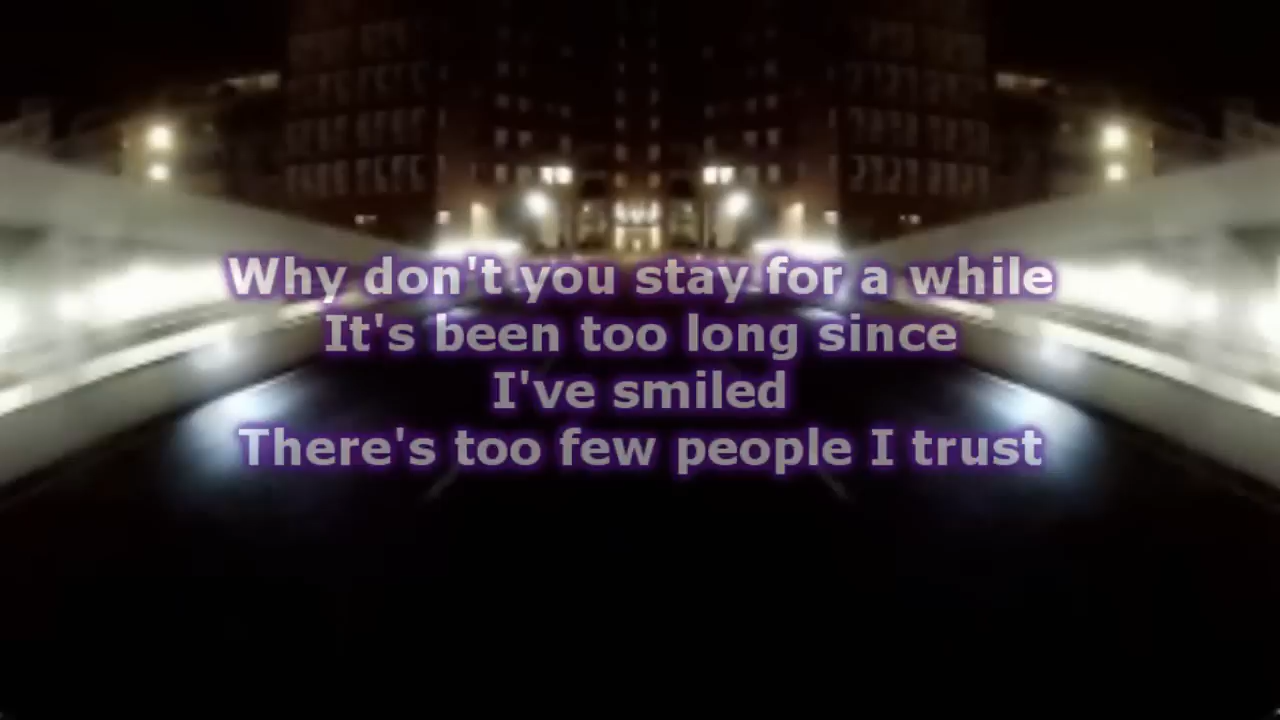 Why don't you stay for a while
It's been too long since
I've smiled
There's too few people I trust